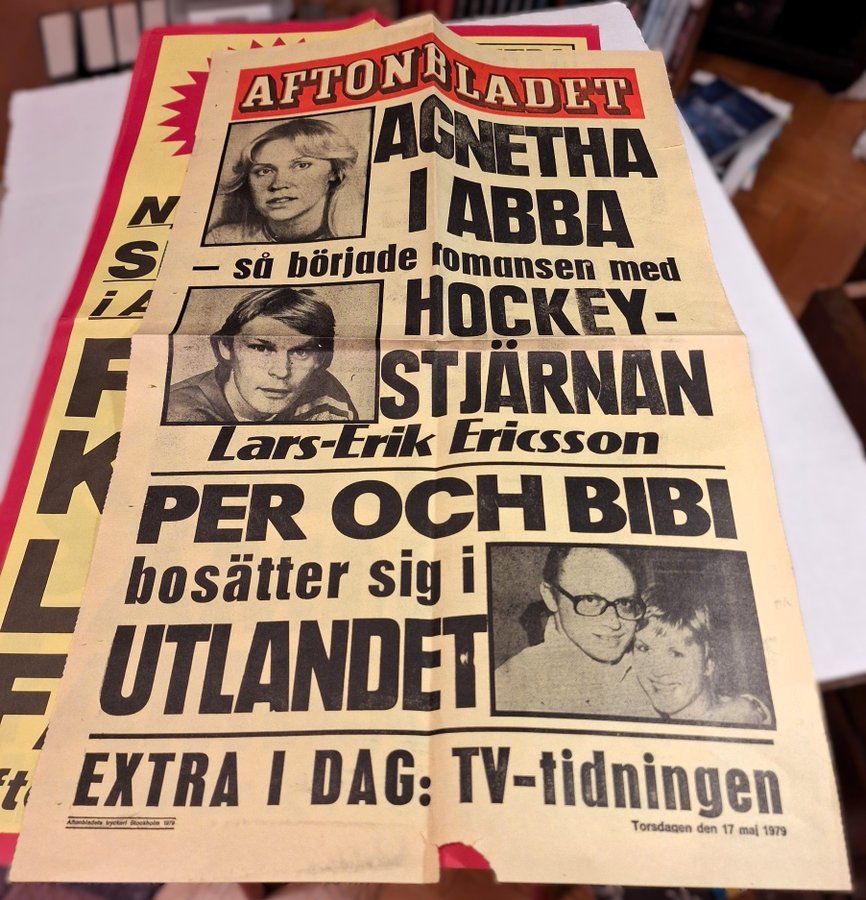 AFTONBLADET
AGNETHA
I ABBA
– så började romansen med
HOCKEY-
STJÄRNAN
Lars-Erik Ericsson
PER OCH BIBI
bosätter sig i
UTLANDET
EXTRA I DAG: TV-tidningen
Aftonbladets tryckeri Stockholm 1979
Torsdagen den 17 maj 1979